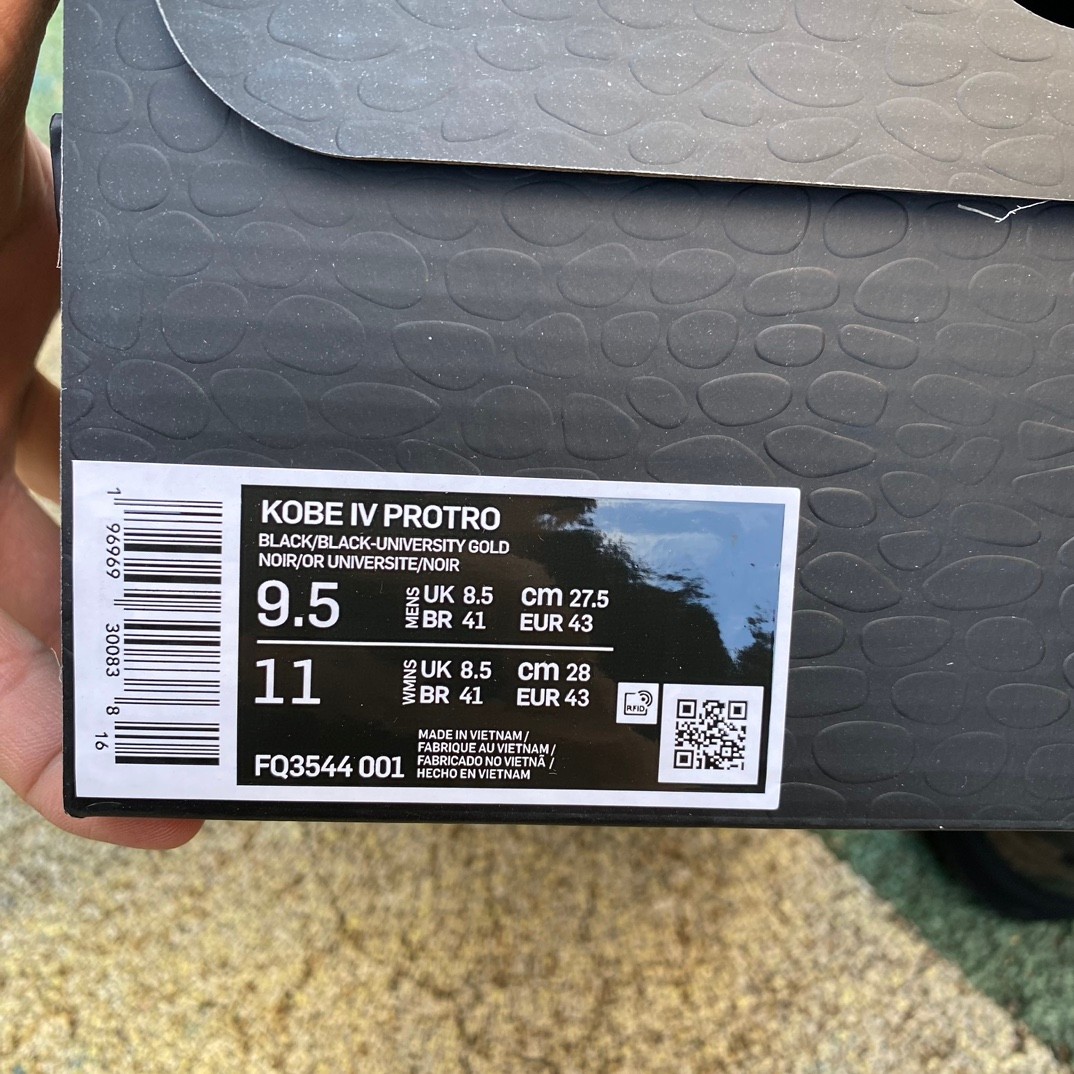 1 96969 30083 8 16
KOBE IV PROTRO
BLACK/BLACK-UNIVERSITY GOLD
NOIR/OR UNIVERSITE/NOIR
9.5 MENS UK 8.5 cm 27.5
BR 41 EUR 43
11 WMNS UK 8.5 cm 28
BR 41 EUR 43
RFID
FQ3544 001
MADE IN VIETNAM /
FABRIQUE AU VIETNAM /
FABRICADO NO VIETNÃ /
HECHO EN VIETNAM